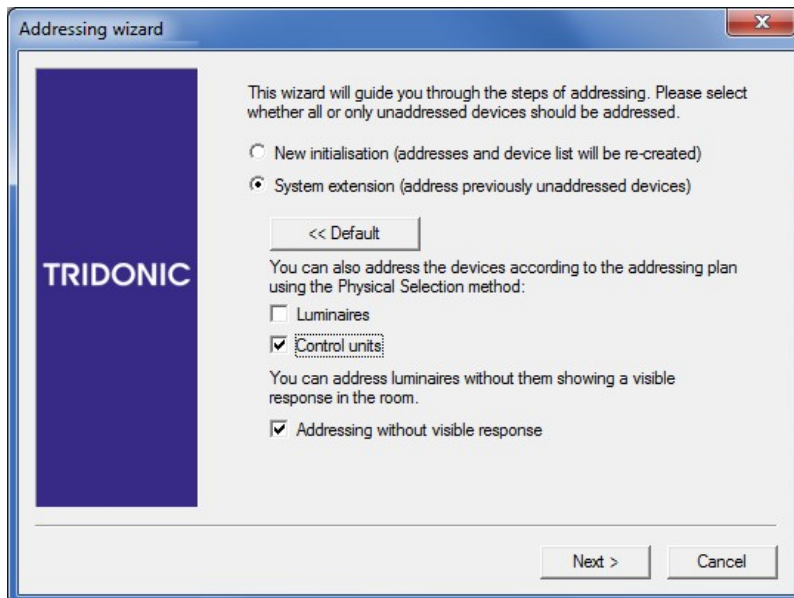 Addressing wizard
This wizard will guide you through the steps of addressing. Please select
whether all or only unaddressed devices should be addressed.
New initialisation (addresses and device list will be re-created)
System extension (address previously unaddressed devices)
<< Default
TRIDONIC
You can also address the devices according to the addressing plan
using the Physical Selection method:
Luminaires
Control units
You can address luminaires without them showing a visible
response in the room.
Addressing without visible response
Next >
Cancel